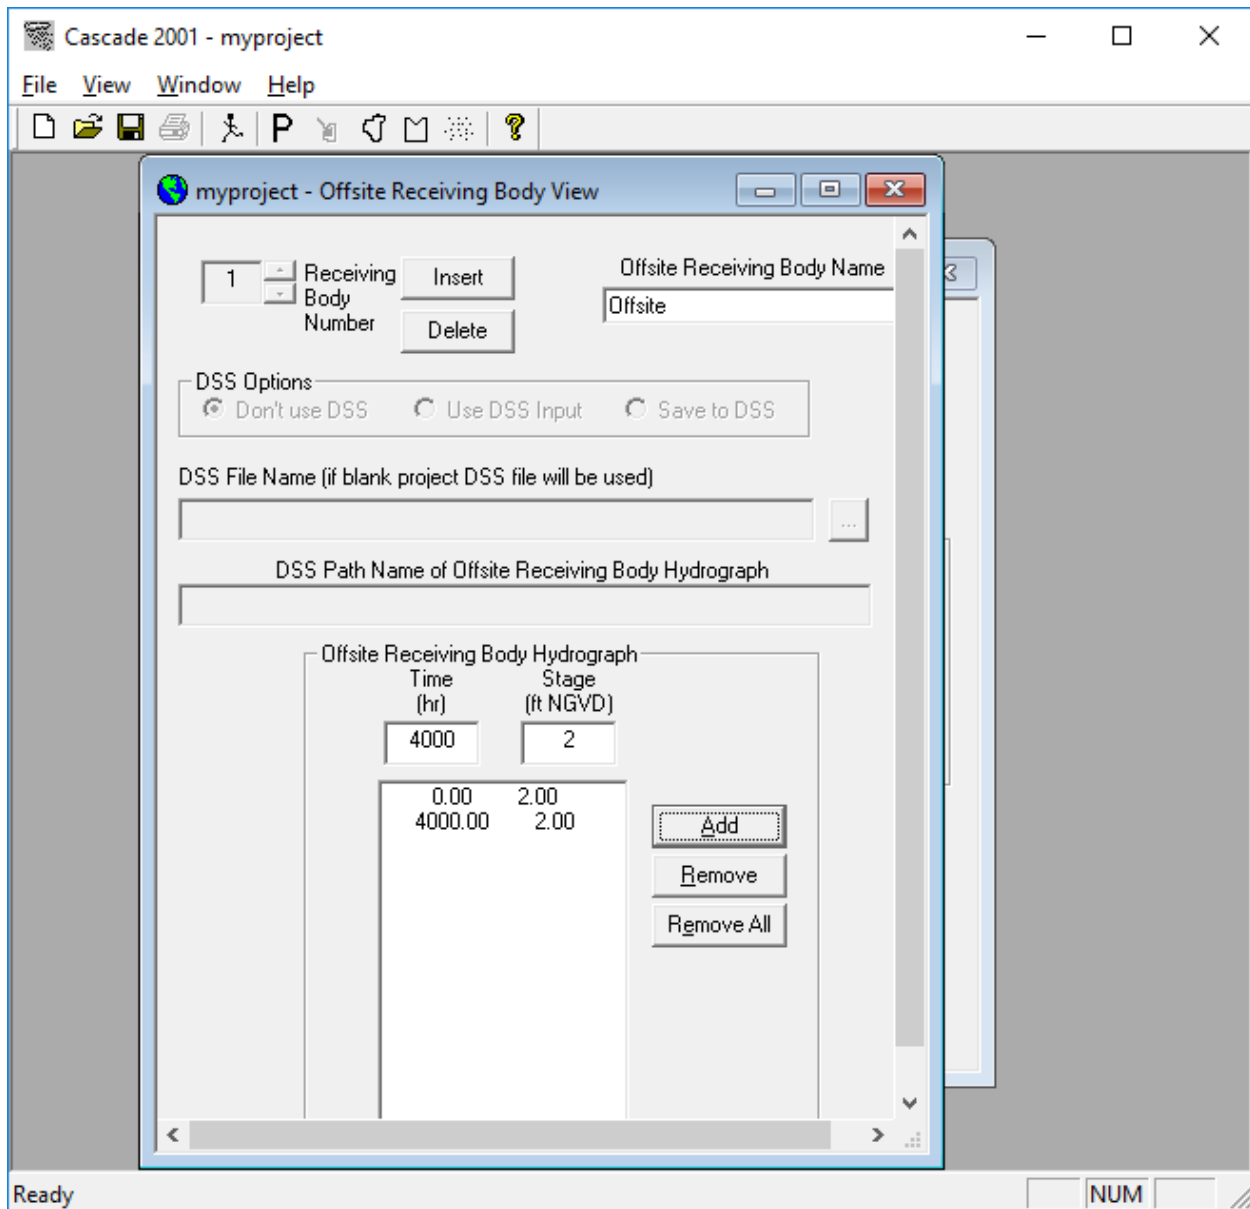 Cascade 2001 - myproject
File View Window Help
P ?
myproject - Offsite Receiving Body View
1
Receiving
Body
Number
Insert
Delete
Offsite Receiving Body Name
Offsite
DSS Options
Don't use DSS Use DSS Input Save to DSS
DSS File Name (if blank project DSS file will be used)
...
DSS Path Name of Offsite Receiving Body Hydrograph
Offsite Receiving Body Hydrograph
Time Stage
(hr) (ft NGVD)
4000 2
0.00 2.00
4000.00 2.00
Add
Remove
Remove All
Ready NUM